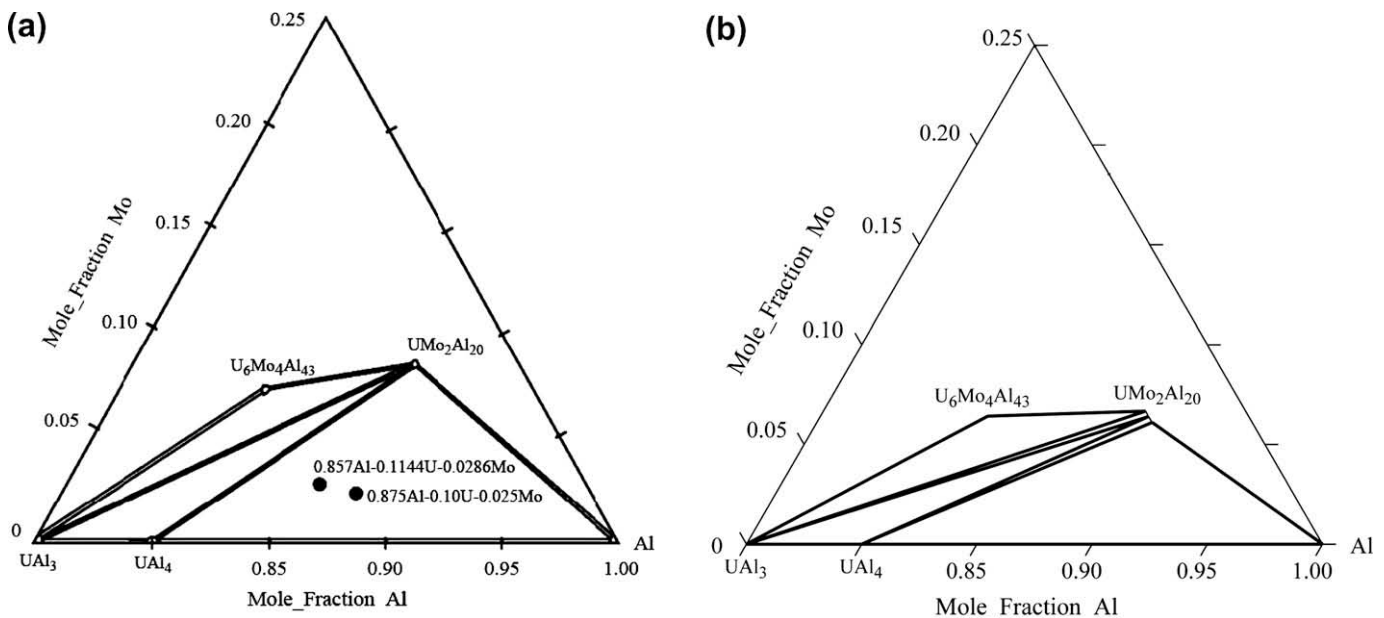 (a)
0.25
0.20
0.15
Mole_Fraction Mo
0.10
U6Mo4Al43
UMo2Al20
0.05
0.857Al-0.1144U-0.0286Mo
0.875Al-0.10U-0.025Mo
0
Al
UAl3
UAl4
0.85
0.90
0.95
1.00
Mole_Fraction Al
(b)
0.25
0.20
0.15
Mole_Fraction Mo
0.10
U6Mo4Al43
UMo2Al20
0.05
0
Al
UAl3
UAl4
0.85
0.90
0.95
1.00
Mole Fraction Al